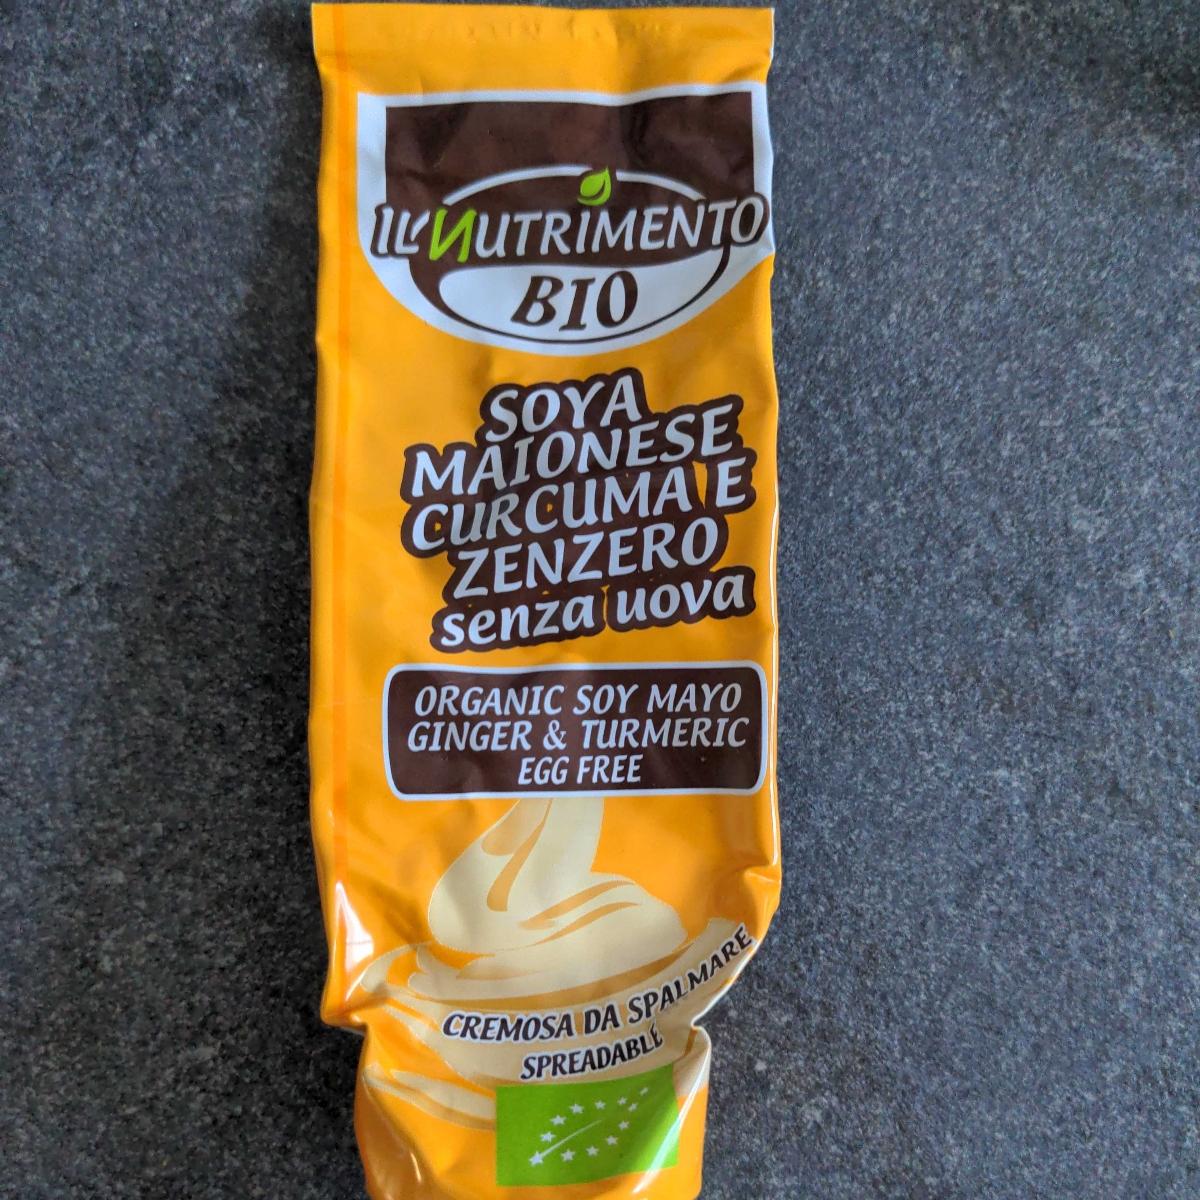 IL NUTRIMENTO
BIO
SOYA
MAIONESE
CURCUMA E
ZENZERO
senza uova
ORGANIC SOY MAYO
GINGER & TURMERIC
EGG FREE
CREMOSA DA SPALMARE
SPREADABLE